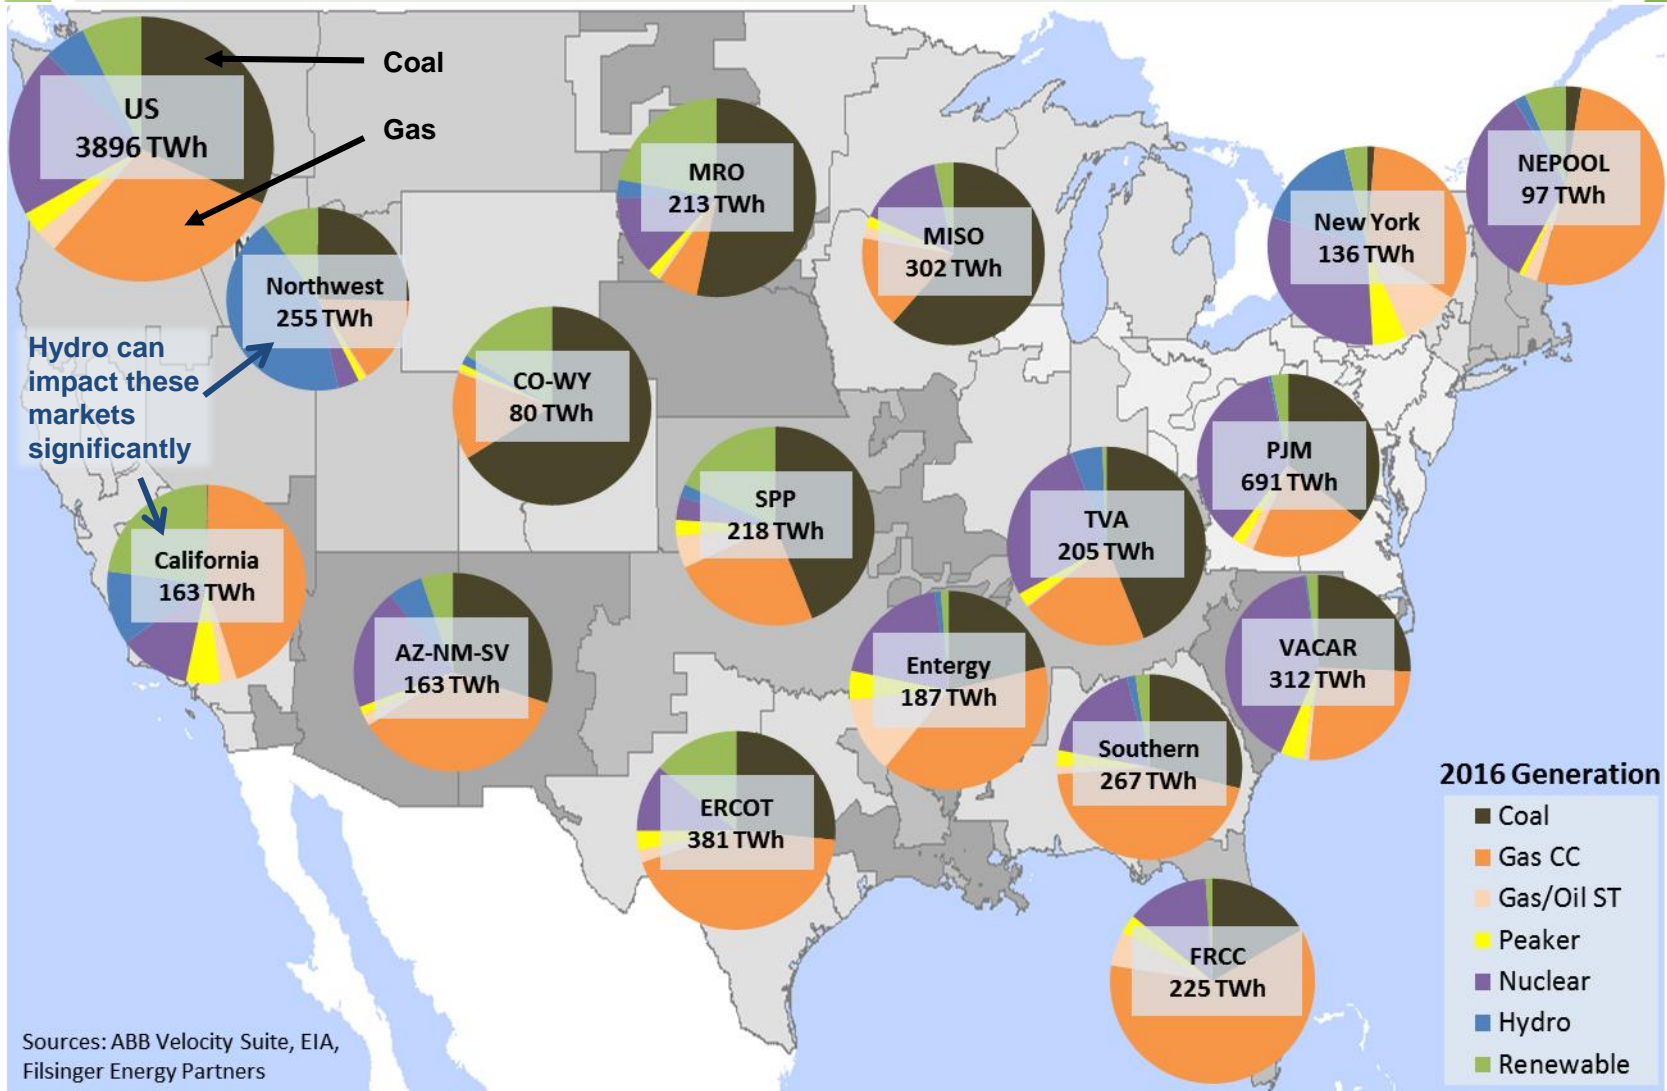 Coal
Gas
US
3896 TWh
MRO
213 TWh
MISO
302 TWh
New York
136 TWh
NEPOOL
97 TWh
Northwest
255 TWh
Hydro can
impact these
markets
significantly
CO-WY
80 TWh
PJM
691 TWh
SPP
218 TWh
TVA
205 TWh
California
163 TWh
AZ-NM-SV
163 TWh
Entergy
187 TWh
VACAR
312 TWh
Southern
267 TWh
ERCOT
381 TWh
FRCC
225 TWh
2016 Generation
Coal
Gas CC
Gas/Oil ST
Peaker
Nuclear
Hydro
Renewable
Sources: ABB Velocity Suite, EIA,
Filsinger Energy Partners